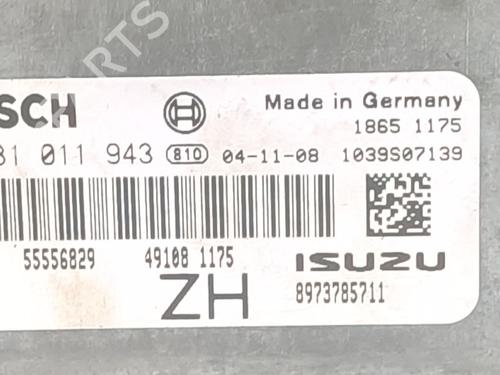 PARTS
SCH Made in Germany
1865 1175
81 011 943 810 04-11-08 1039S07139
55556829 49108 1175 ISUZU
ZH 8973785711